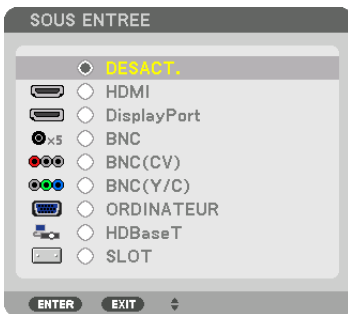 SOUS ENTREE
DESACT.
HDMI
DisplayPort
×5 BNC
BNC(CV)
BNC(Y/C)
ORDINATEUR
HDBaseT
SLOT
ENTER EXIT